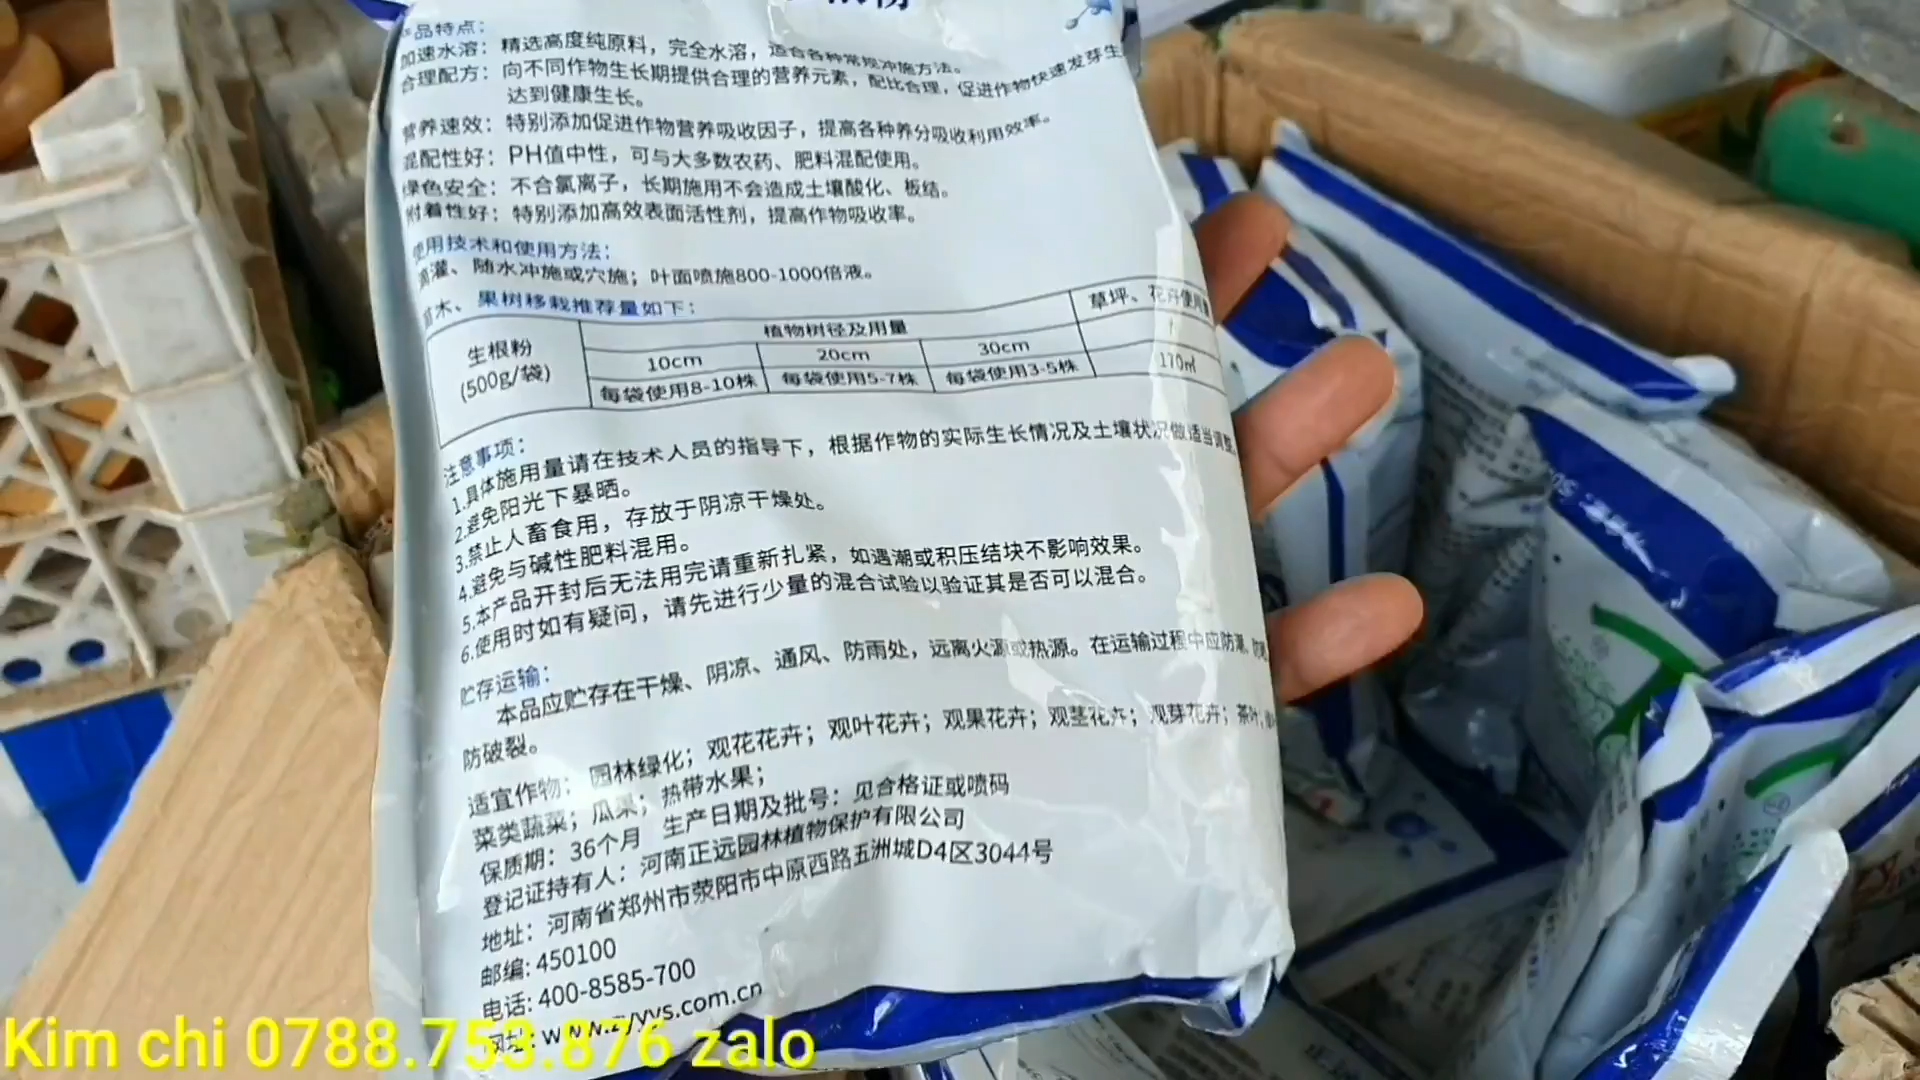 品特点：
加速水溶：精选高度纯原料，完全水溶，适合各种常规冲施方法。
合理配方：向不同作物生长期提供合理的营养元素，配比合理，促进作物快速发芽生
达到健康生长。
营养速效：特别添加促进作物营养吸收因子，提高各种养分吸收利用效率。
混配性好：PH值中性，可与大多数农药、肥料混配使用。
绿色安全：不含氯离子，长期施用不会造成土壤酸化、板结。
附着性好：特别添加高效表面活性剂，提高作物吸收率。
使用技术和使用方法：
滴灌、随水冲施或穴施；叶面喷施800-1000倍液。
苗木、果树移栽推荐量如下：
生根粉
(500g/袋)
植物树径及用量
草坪、花卉使用
10cm 20cm 30cm
每袋使用8-10株 每袋使用5-7株 每袋使用3-5株 170㎡
注意事项：
1.具体施用量请在技术人员的指导下，根据作物的实际生长情况及土壤状况做适当调整
2.避免阳光下暴晒。
3.禁止人畜食用，存放于阴凉干燥处。
4.避免与碱性肥料混用。
5.本产品开封后无法用完请重新扎紧，如遇潮或积压结块不影响效果。
6.使用时如有疑问，请先进行少量的混合试验以验证其是否可以混合。
贮存运输：
本品应贮存在干燥、阴凉、通风、防雨处，远离火源或热源。在运输过程中应防潮、
防破裂。
适宜作物：园林绿化；观花花卉；观叶花卉；观果花卉；观茎花卉；观芽花卉；茶叶，
菜类蔬菜；瓜果；热带水果；
保质期：36个月 生产日期及批号：见合格证或喷码
登记证持有人：河南正远园林植物保护有限公司
地址：河南省郑州市荥阳市中原西路五洲城D4区3044号
邮编: 450100
电话: 400-8585-700
网址: www.zyyvs.com.cn
Kim chi 0788.753.876 zalo